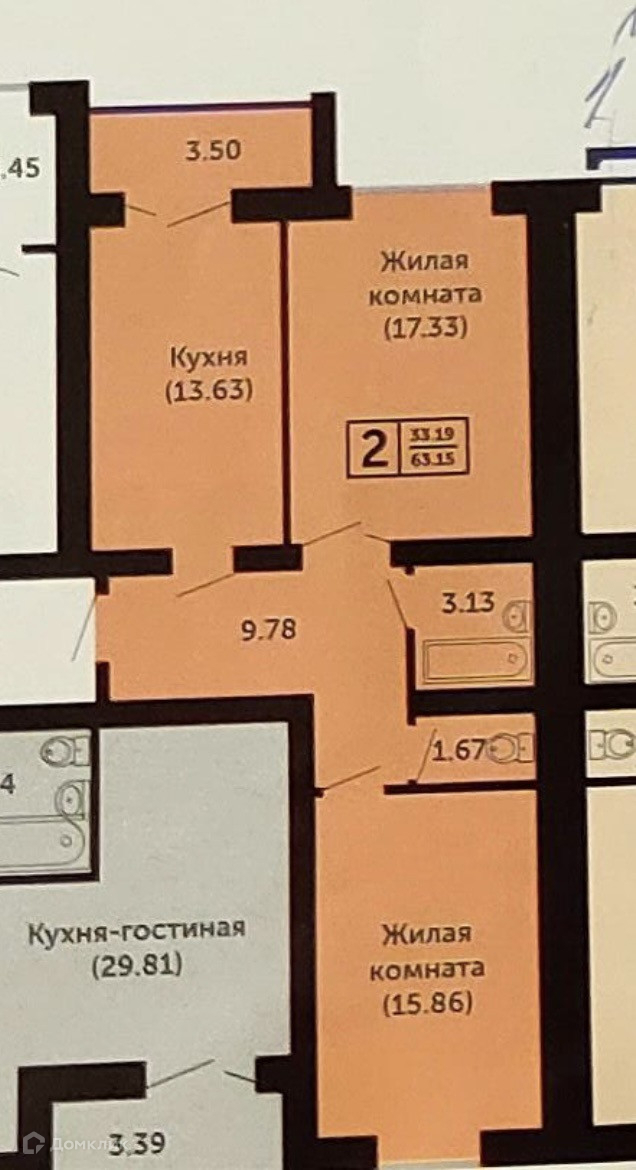 3.50
.45
Жилая
комната
(17.33)
Кухня
(13.63)
2
33.19
63.15
3.13
9.78
1.67
4
Кухня-гостиная
(29.81)
Жилая
комната
(15.86)
3.39
Домклик